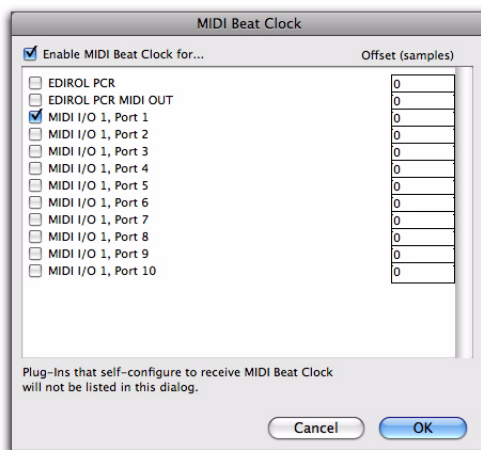 MIDI Beat Clock
Enable MIDI Beat Clock for... Offset (samples)
EDIROL PCR 0
EDIROL PCR MIDI OUT 0
MIDI I/O 1, Port 1 0
MIDI I/O 1, Port 2 0
MIDI I/O 1, Port 3 0
MIDI I/O 1, Port 4 0
MIDI I/O 1, Port 5 0
MIDI I/O 1, Port 6 0
MIDI I/O 1, Port 7 0
MIDI I/O 1, Port 8 0
MIDI I/O 1, Port 9 0
MIDI I/O 1, Port 10 0
Plug-Ins that self-configure to receive MIDI Beat Clock
will not be listed in this dialog.
Cancel OK